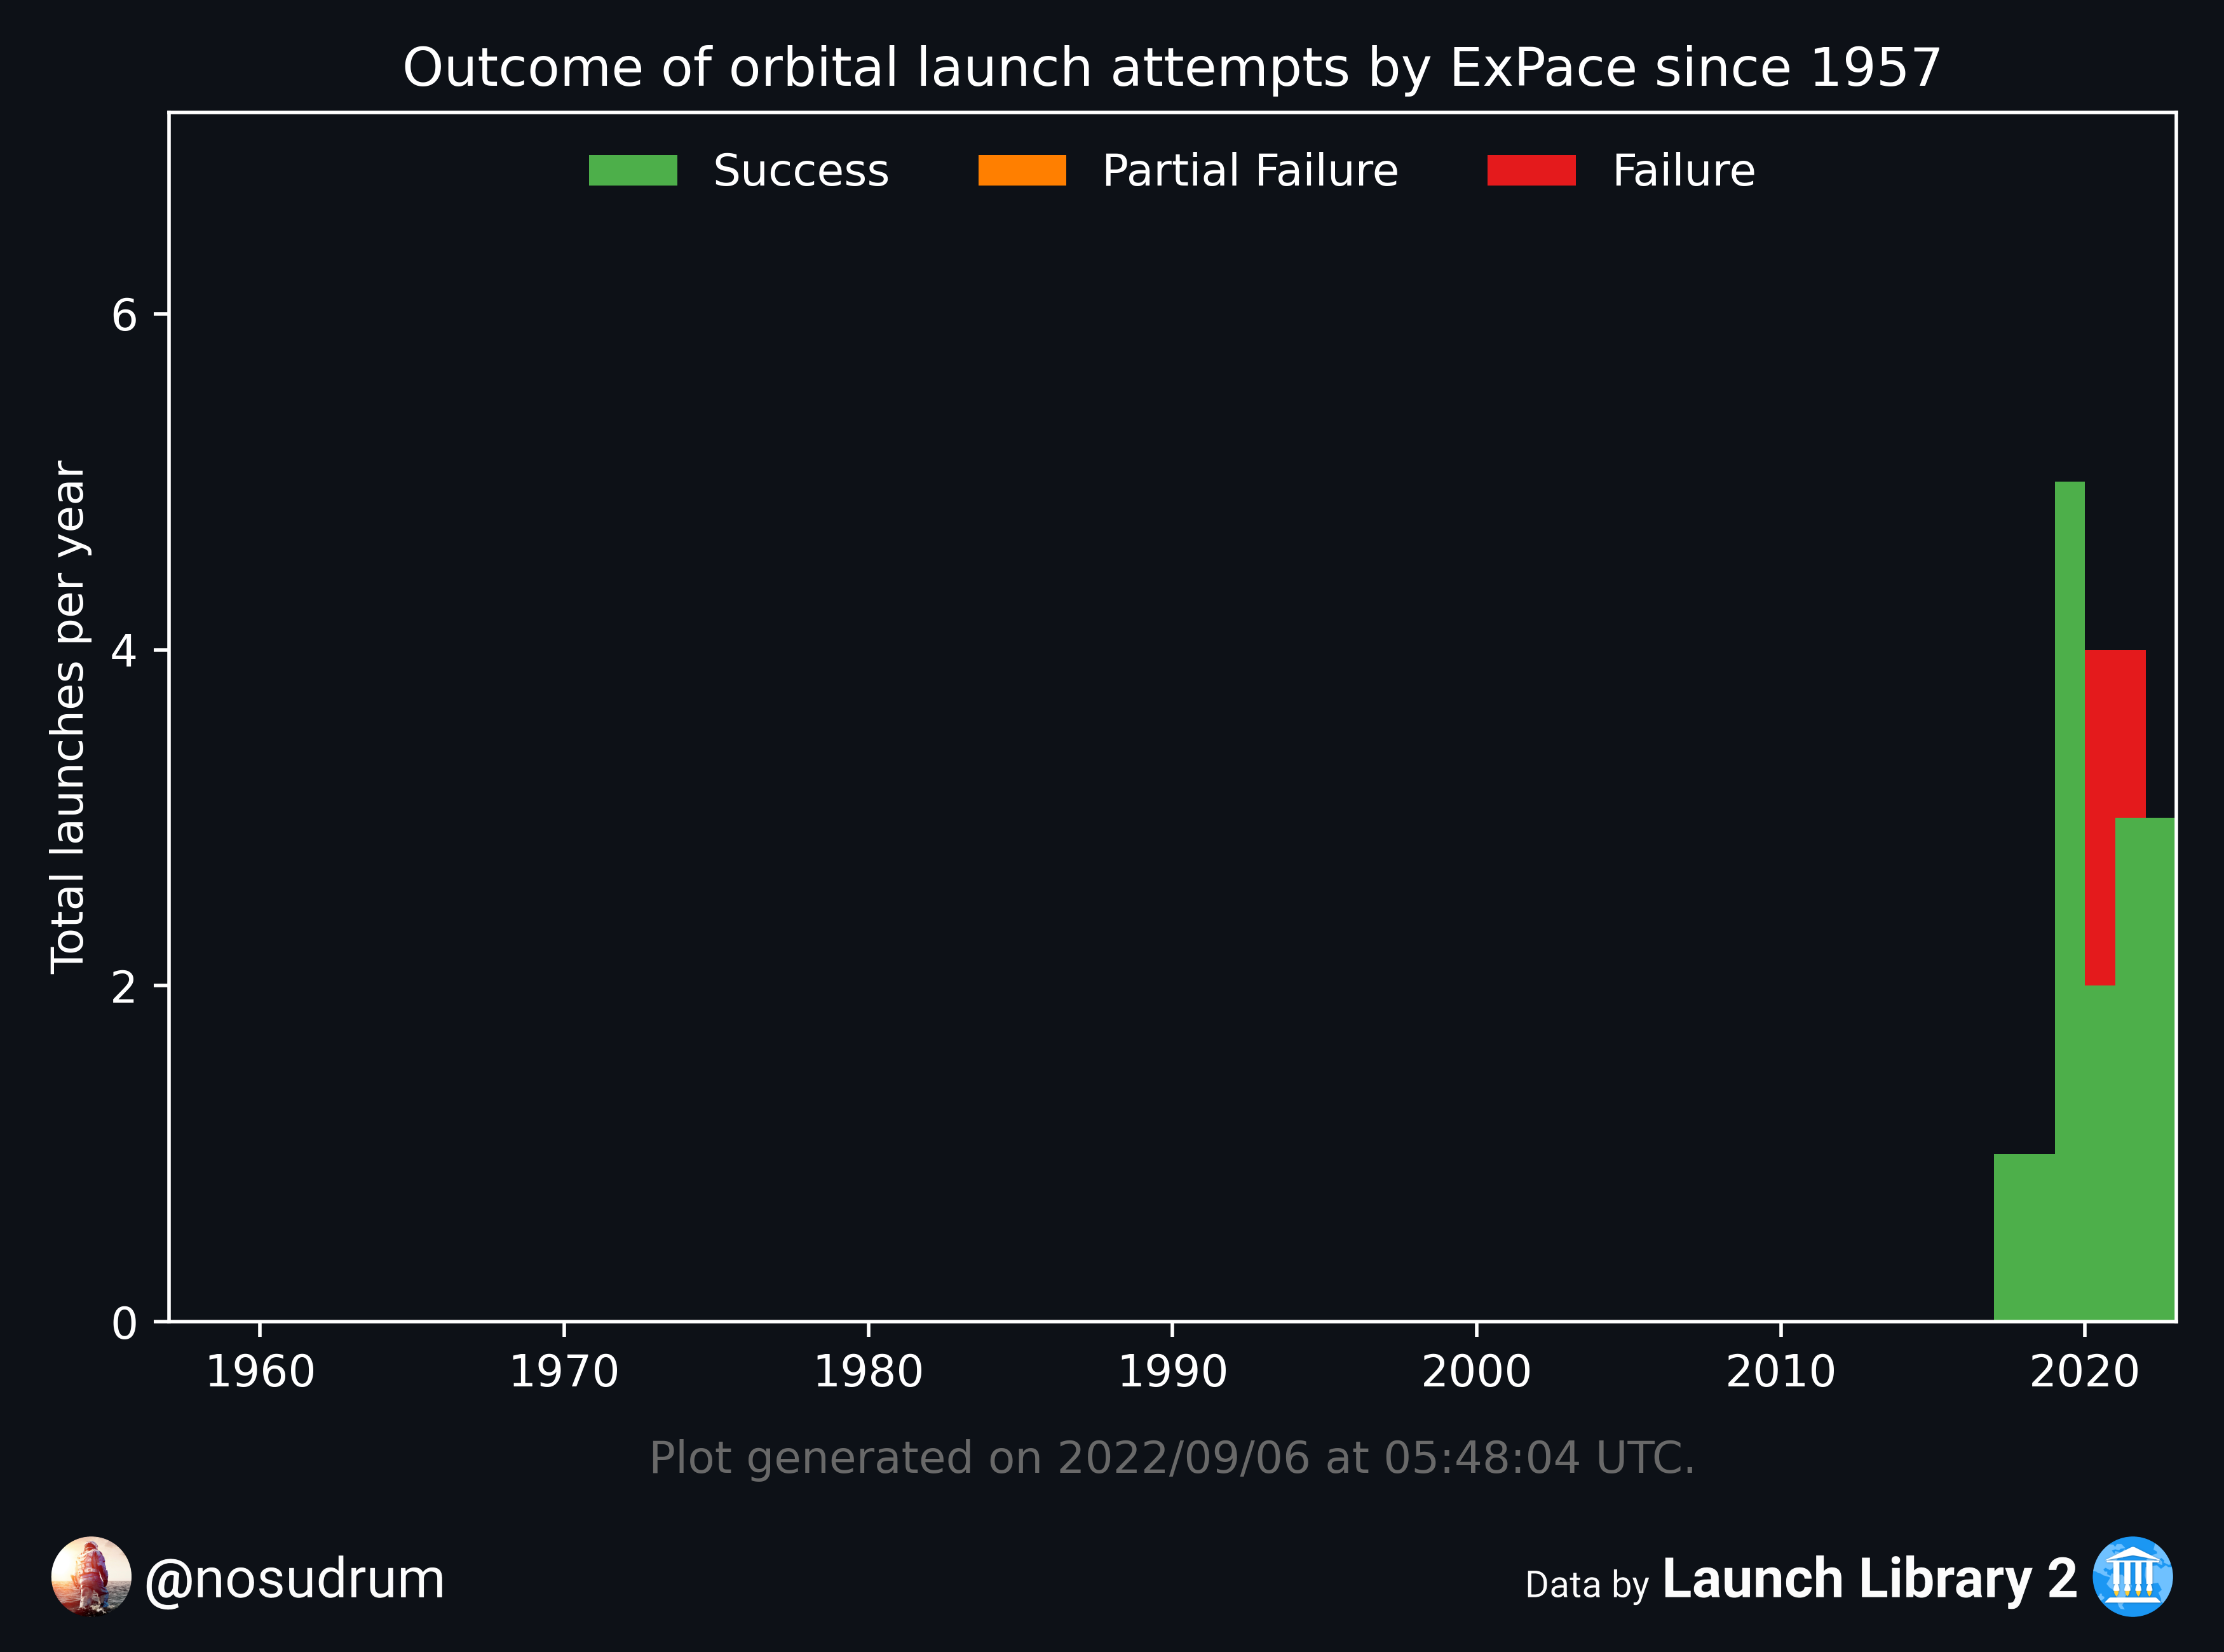 Outcome of orbital launch attempts by ExPace since 1957
Success Partial Failure Failure
Total launches per year
6
4
2
0
1960 1970 1980 1990 2000 2010 2020
Plot generated on 2022/09/06 at 05:48:04 UTC.
@nosudrum
Data by Launch Library 2